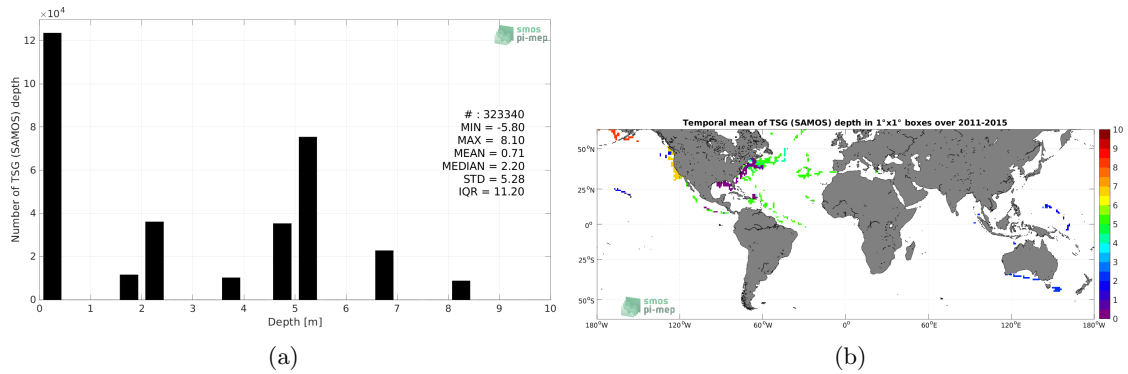 ×10⁴
12
10
8
6
4
2
0
Number of TSG (SAMOS) depth
0 1 2 3 4 5 6 7 8 9 10
Depth [m]
smos
pi-mep
# : 323340
MIN = -5.80
MAX = 8.10
MEAN = 0.71
MEDIAN = 2.20
STD = 5.28
IQR = 11.20
(a)
Temporal mean of TSG (SAMOS) depth in 1°x1° boxes over 2011-2015
50°N
25°N
0°
25°S
50°S
180°W 120°W 60°W 0° 60°E 120°E 180°W
smos
pi-mep
10
9
8
7
6
5
4
3
2
1
0
(b)